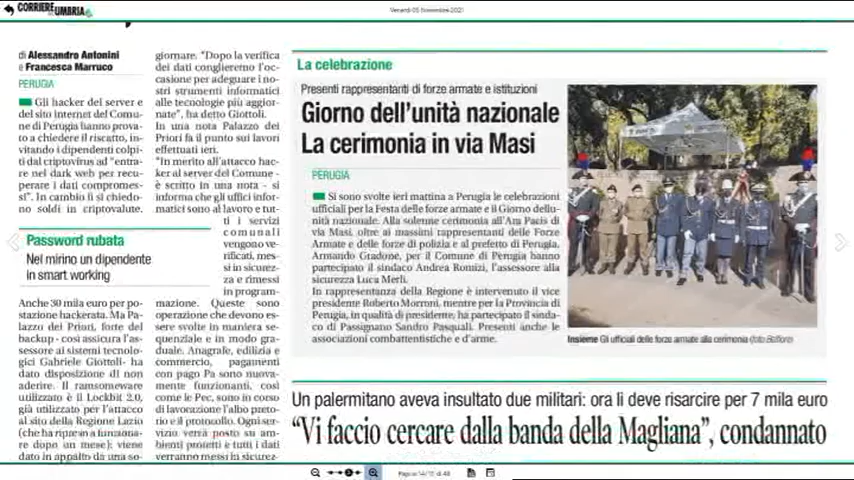 CORRIERE
dell'UMBRIA
Venerdì 05 Novembre 2021
di Alessandro Antonini
e Francesca Marruco
PERUGIA
Gli hacker del server e
del sito internet del Comu-
ne di Perugia hanno prova-
to a chiedere il riscatto, in-
vitando i dipendenti colpi-
ti dal criptovirus ad "entra-
re nel dark web per recu-
perare i dati compromes-
si". In cambio si chiedo-
no soldi in criptovalute.
Password rubata
Nel mirino un dipendente
in smart working
Anche 30 mila euro per po-
stazione hackerata. Ma Pa-
lazzo dei Priori, forte del
backup - così assicura l'as-
sessore ai sistemi tecnolo-
gici Gabriele Giottoli- ha
dato disposizione di non
aderire. Il ransomware
utilizzato è il Lockbit 2.0,
già utilizzato per l'attacco
al sito della Regione Lazio
(che ha ripreso a funziona-
re dopo un mese): viene
dato in appalto da una so-
giornare. "Dopo la verifica
dei dati coglieremo l'oc-
casione per adeguare i no-
stri strumenti informatici
alle tecnologie più aggior-
nate", ha detto Giottoli.
In una nota Palazzo dei
Priori fa il punto sui lavori
effettuati ieri.
"In merito all'attacco hac-
ker al server del Comune -
è scritto in una nota - si
informa che gli uffici infor-
matici sono al lavoro e tut-
ti i servizi
comunali
vengono ve-
rificati, mes-
si in sicurez-
za e rimessi
in program-
mazione. Queste sono
operazione che devono es-
sere svolte in maniera se-
quenziale e in modo gra-
duale. Anagrafe, edilizia e
commercio, pagamenti
con pago Pa sono nuova-
mente funzionanti, così
come le Pec, sono in corso
di lavorazione l'albo preto-
rio e il protocollo. Ogni ser-
vizio verrà posto su am-
bienti protetti e tutti i dati
verranno messi in sicurez-
La celebrazione
Presenti rappresentanti di forze armate e istituzioni
Giorno dell'unità nazionale
La cerimonia in via Masi
PERUGIA
Si sono svolte ieri mattina a Perugia le celebrazioni
ufficiali per la Festa delle forze armate e il Giorno dellu-
nità nazionale. Alla solenne cerimonia all'Ara Pacis di
via Masi, oltre ai massimi rappresentanti delle Forze
Armate e delle forze di polizia e al prefetto di Perugia,
Armando Gradone, per il Comune di Perugia hanno
partecipato il sindaco Andrea Romizi, l'assessore alla
sicurezza Luca Merli.
In rappresentanza della Regione è intervenuto il vice
presidente Roberto Morroni, mentre per la Provincia di
Perugia, in qualità di presidente, ha partecipato il sinda-
co di Passignano Sandro Pasquali. Presenti anche le
associazioni combattentistiche e d'arme.
Insieme Gli ufficiali delle forze armate alla cerimonia (foto Belfiore)
Un palermitano aveva insultato due militari: ora li deve risarcire per 7 mila euro
"Vi faccio cercare dalla banda della Magliana", condannato